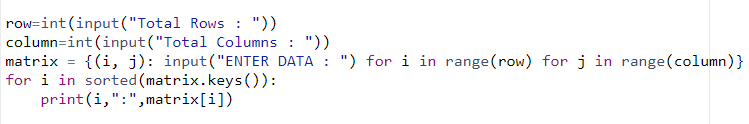 row=int(input("Total Rows : "))
column=int(input("Total Columns : "))
matrix = {(i, j): input("ENTER DATA : ") for i in range(row) for j in range(column)}
for i in sorted(matrix.keys()):
    print(i,":",matrix[i])